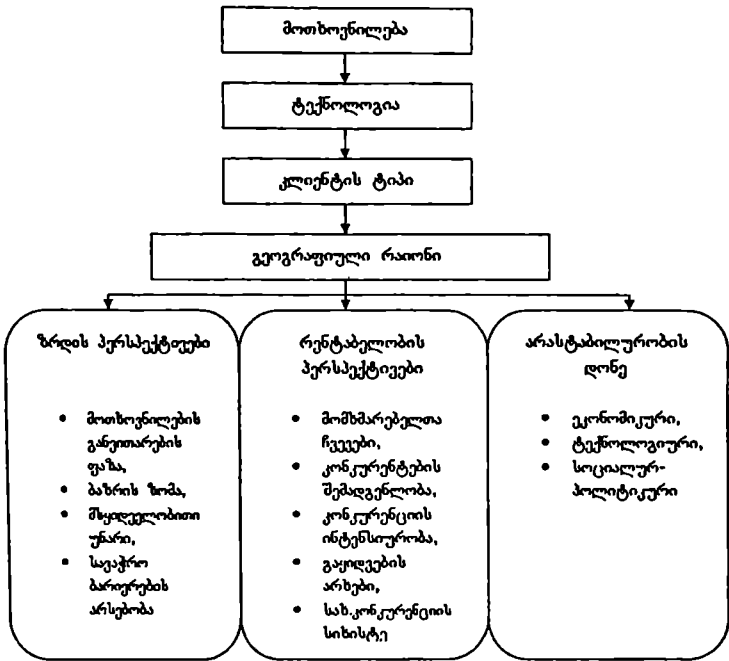 მოთხოვნილება
ტექნოლოგია
კლიენტის ტიპი
გეოგრაფიული რაიონი
ზრდის პერსპექტივები
• მოთხოვნილების
განვითარების
ფაზა,
• ბაზრის ზომა,
• მსყიდველობითი
უნარი,
• სავაჭრო
ბარიერების
არსებობა
რენტაბელობის
პერსპექტივები
• მომხმარებელთა
ჩვევები,
• კონკურენტების
შემადგენლობა,
• კონკურენციის
ინტენსიურობა,
• გაყიდვების
არხები,
• სახ.კონკურენციის
სიხისტე
არასტაბილურობის
დონე
• ეკონომიკური,
• ტექნოლოგიური,
• სოციალურ-
პოლიტიკური